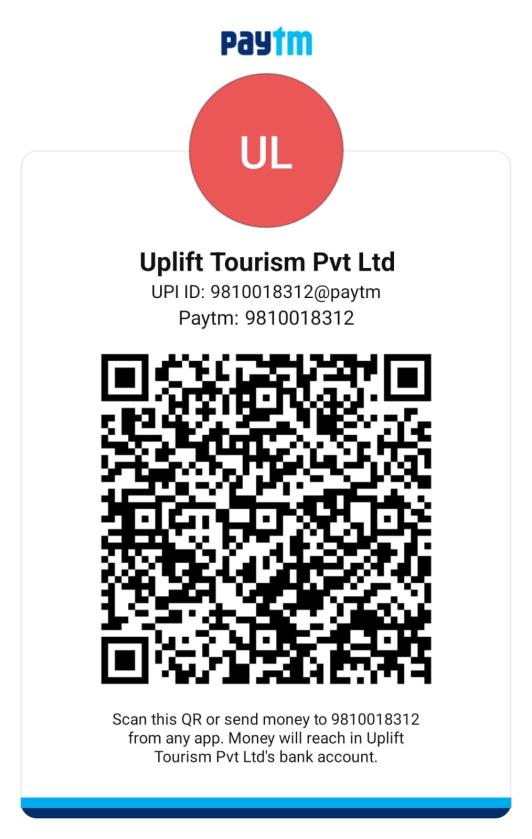 paytm
UL
Uplift Tourism Pvt Ltd
UPI ID: 9810018312@paytm
Paytm: 9810018312
Scan this QR or send money to 9810018312
from any app. Money will reach in Uplift
Tourism Pvt Ltd's bank account.